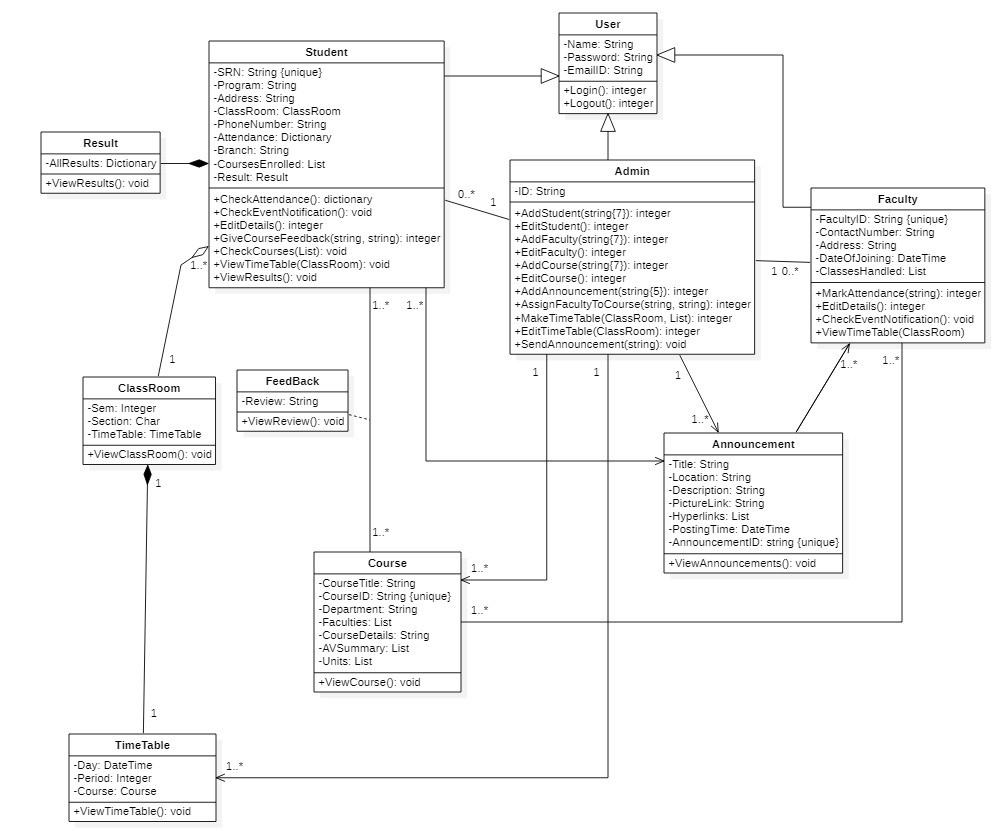 User
-Name: String
-Password: String
-EmailID: String
+Login(): integer
+Logout(): integer
Student
-SRN: String {unique}
-Program: String
-Address: String
-ClassRoom: ClassRoom
-PhoneNumber: String
-Attendance: Dictionary
-Branch: String
-CoursesEnrolled: List
-Result: Result
+CheckAttendance(): dictionary
+CheckEventNotification(): void
+EditDetails(): integer
+GiveCourseFeedback(string, string): integer
+CheckCourses(List): void
+ViewTimeTable(ClassRoom): void
+ViewResults(): void
Result
-AllResults: Dictionary
+ViewResults(): void
Admin
-ID: String
+AddStudent(string{7}): integer
+EditStudent(): integer
+AddFaculty(string{7}): integer
+EditFaculty(): integer
+AddCourse(string{7}): integer
+EditCourse(): integer
+AddAnnouncement(string{5}): integer
+AssignFacultyToCourse(string, string): integer
+MakeTimeTable(ClassRoom, List): integer
+EditTimeTable(ClassRoom): integer
+SendAnnouncement(string): void
Faculty
-FacultyID: String {unique}
-ContactNumber: String
-Address: String
-DateOfJoining: DateTime
-ClassesHandled: List
+MarkAttendance(string): integer
+EditDetails(): integer
+CheckEventNotification(): void
+ViewTimeTable(ClassRoom)
0..*
1
1 0..*
1..*
1..*
1..*
1
1
1
1
1..*
1..*
1..*
ClassRoom
-Sem: Integer
-Section: Char
-TimeTable: TimeTable
+ViewClassRoom(): void
FeedBack
-Review: String
+ViewReview(): void
Announcement
-Title: String
-Location: String
-Description: String
-PictureLink: String
-Hyperlinks: List
-PostingTime: DateTime
-AnnouncementID: string {unique}
+ViewAnnouncements(): void
1
1..*
1..*
1..*
Course
-CourseTitle: String
-CourseID: String {unique}
-Department: String
-Faculties: List
-CourseDetails: String
-AVSummary: List
-Units: List
+ViewCourse(): void
1
1..*
TimeTable
-Day: DateTime
-Period: Integer
-Course: Course
+ViewTimeTable(): void